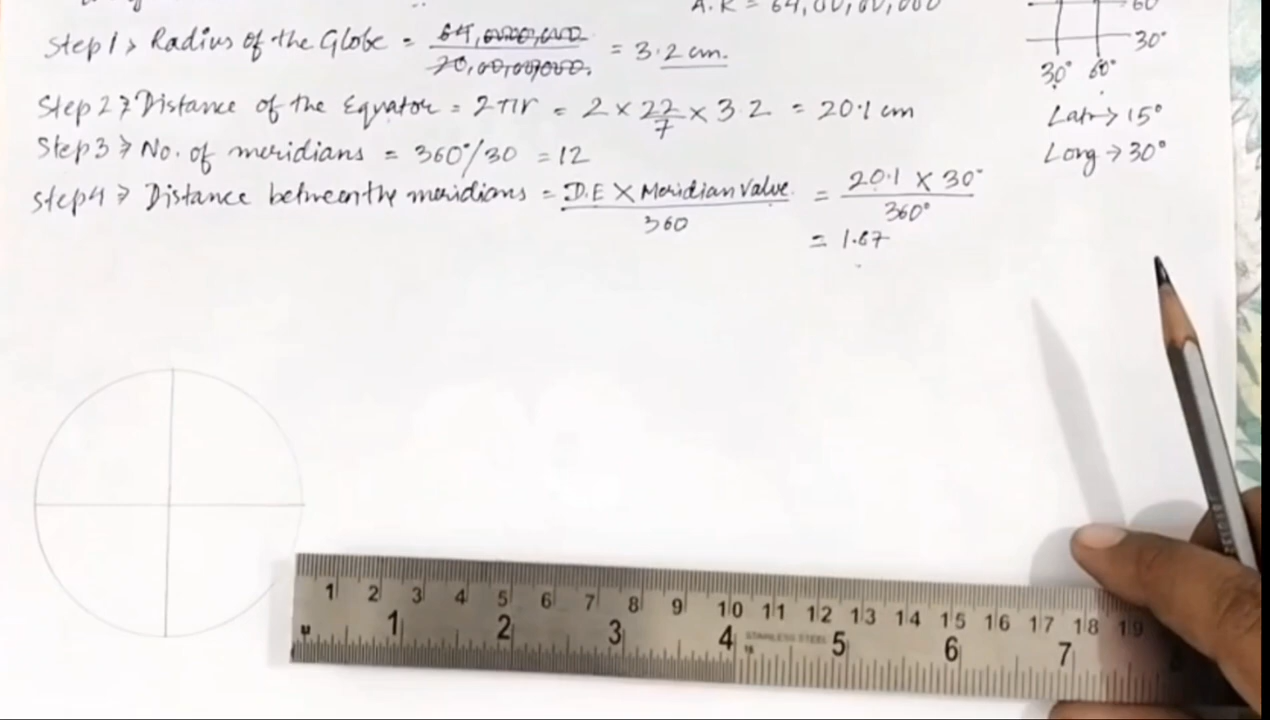 A.R = 64,00,00,000
60°
Step 1 > Radius of the Globe = 64,0000,000 / 20,00,00,000. = 3.2 cm.
30°
30° 60°
Step 2 > Distance of the Equator = 2πr = 2 × 22/7 × 3.2 = 20.1 cm
Lat → 15°
Step 3 > No. of meridians = 360°/30 = 12
Long → 30°
Step 4 > Distance between the meridians = D.E × Meridian Value / 360 = 20.1 × 30° / 360°
= 1.67
1 2 3 4 5 6 7 8 9 10 11 12 13 14 15 16 17 18 19
1 2 3 4 5 6 7
STAINLESS STEEL